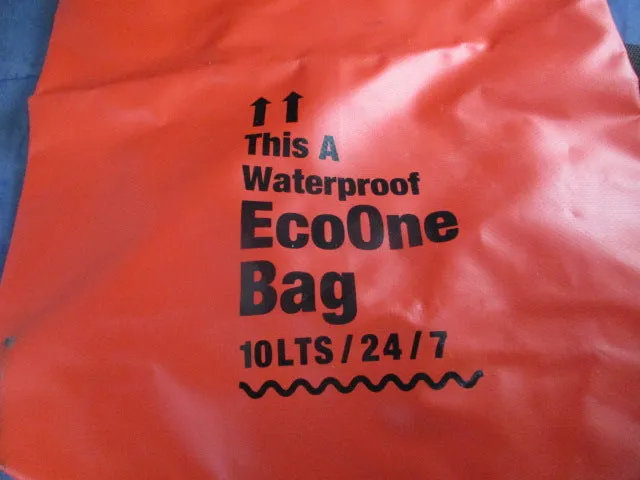 This A
Waterproof
EcoOne
Bag
10LTS/24/7